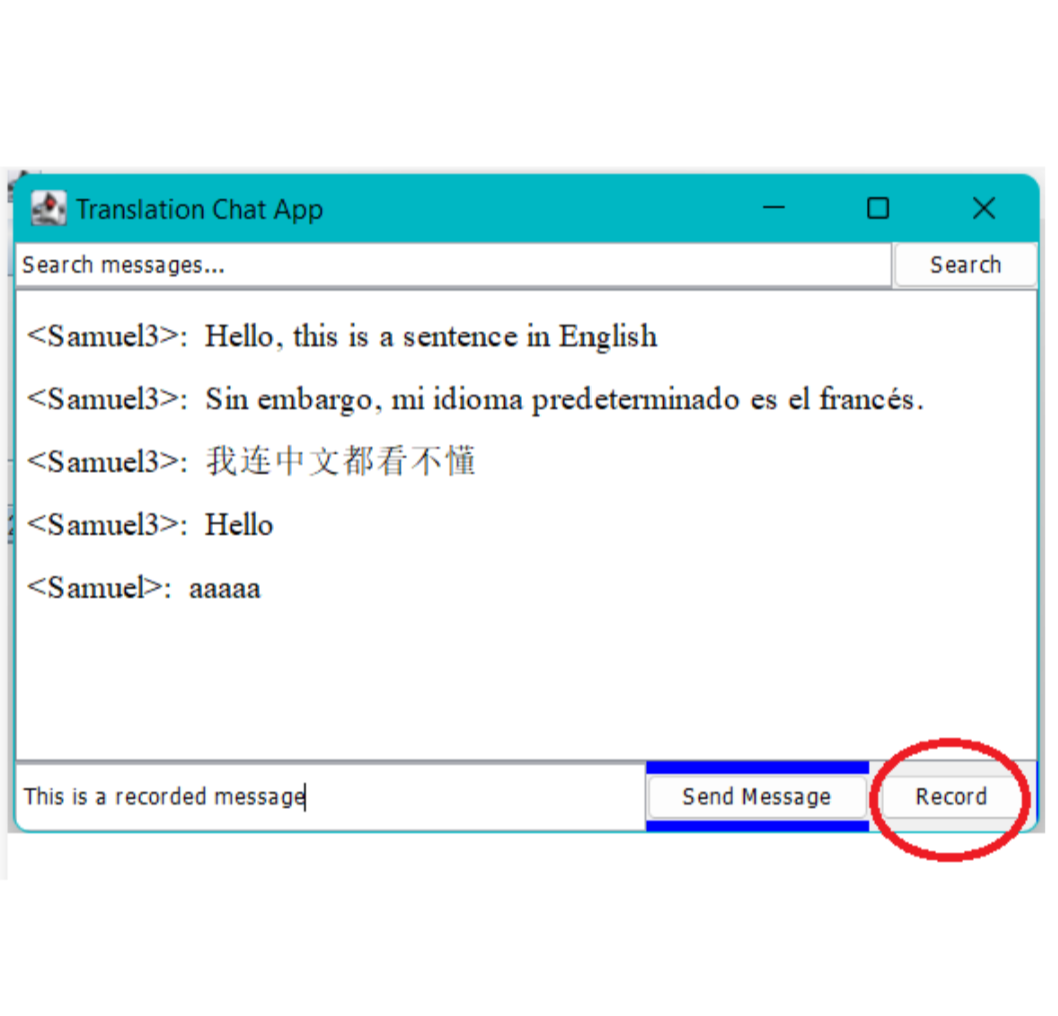 Translation Chat App
Search messages... Search
<Samuel3>: Hello, this is a sentence in English
<Samuel3>: Sin embargo, mi idioma predeterminado es el francés.
<Samuel3>: 我连中文都看不懂
<Samuel3>: Hello
<Samuel>: aaaaa
This is a recorded message Send Message Record